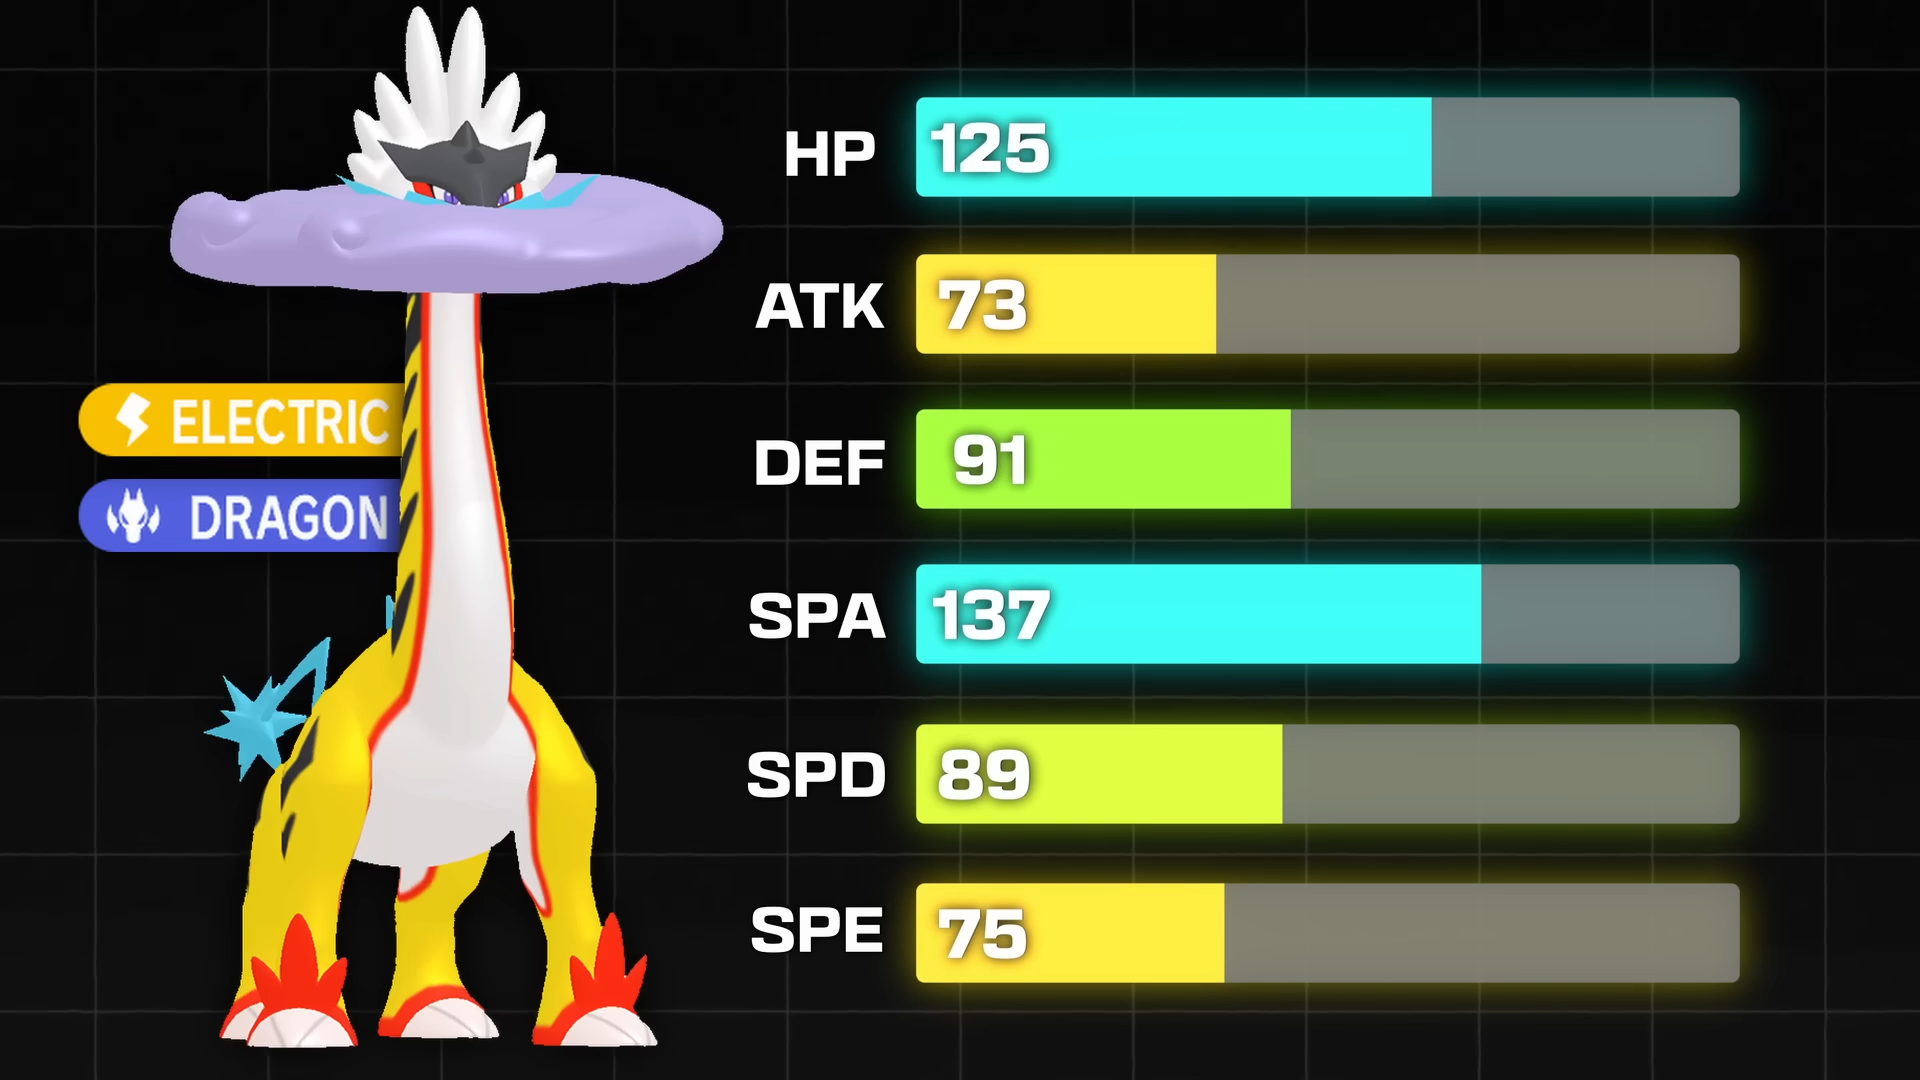 HP 125
ATK 73
ELECTRIC
DEF 91
DRAGON
SPA 137
SPD 89
SPE 75